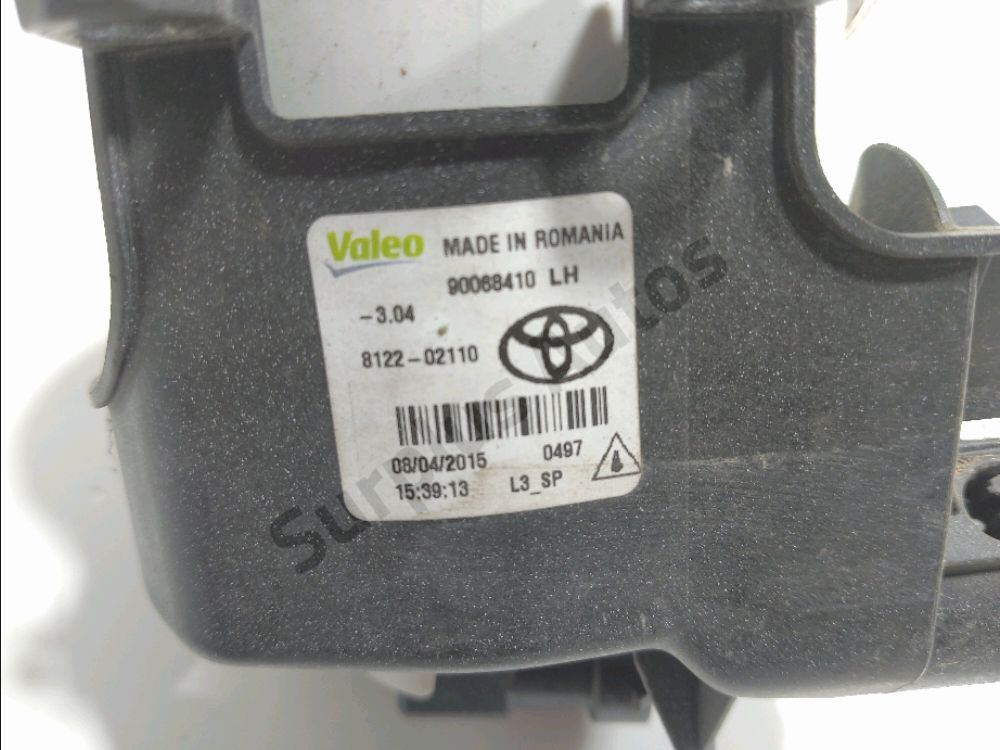 Valeo MADE IN ROMANIA
90068410 LH
-3.04
8122-02110
08/04/2015 0497
15:39:13 L3_SP